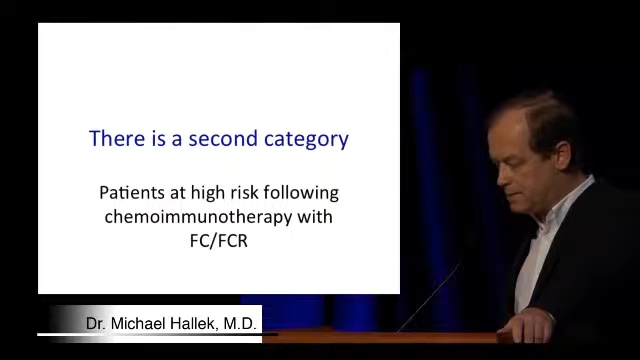 There is a second category
Patients at high risk following
chemoimmunotherapy with
FC/FCR
Dr. Michael Hallek, M.D.